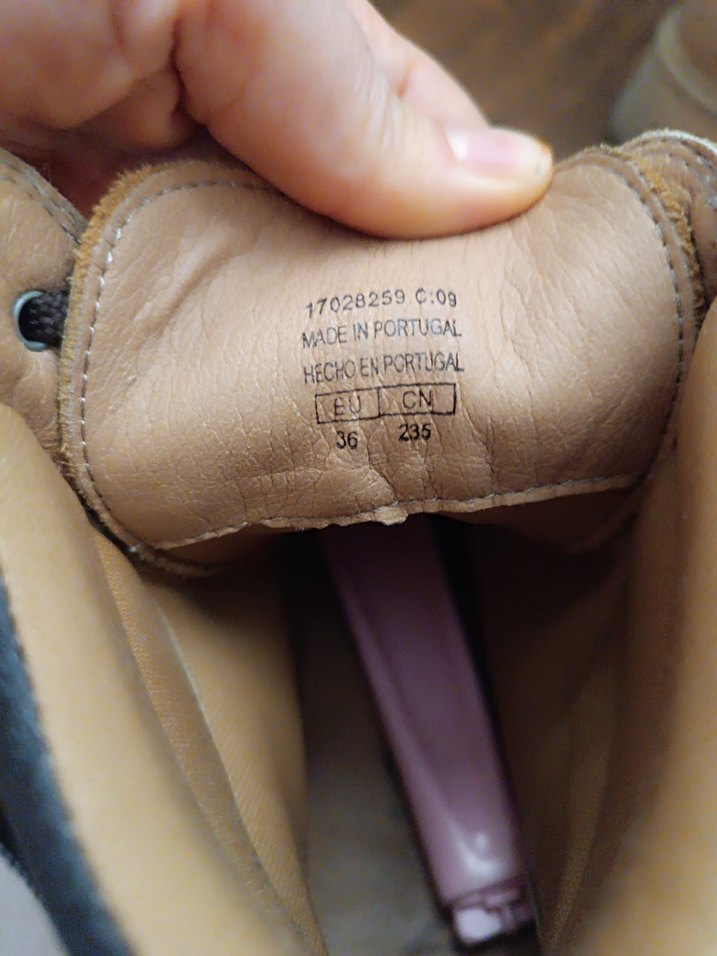 17028259 C:09
MADE IN PORTUGAL
HECHO EN PORTUGAL
EU CN
36 235